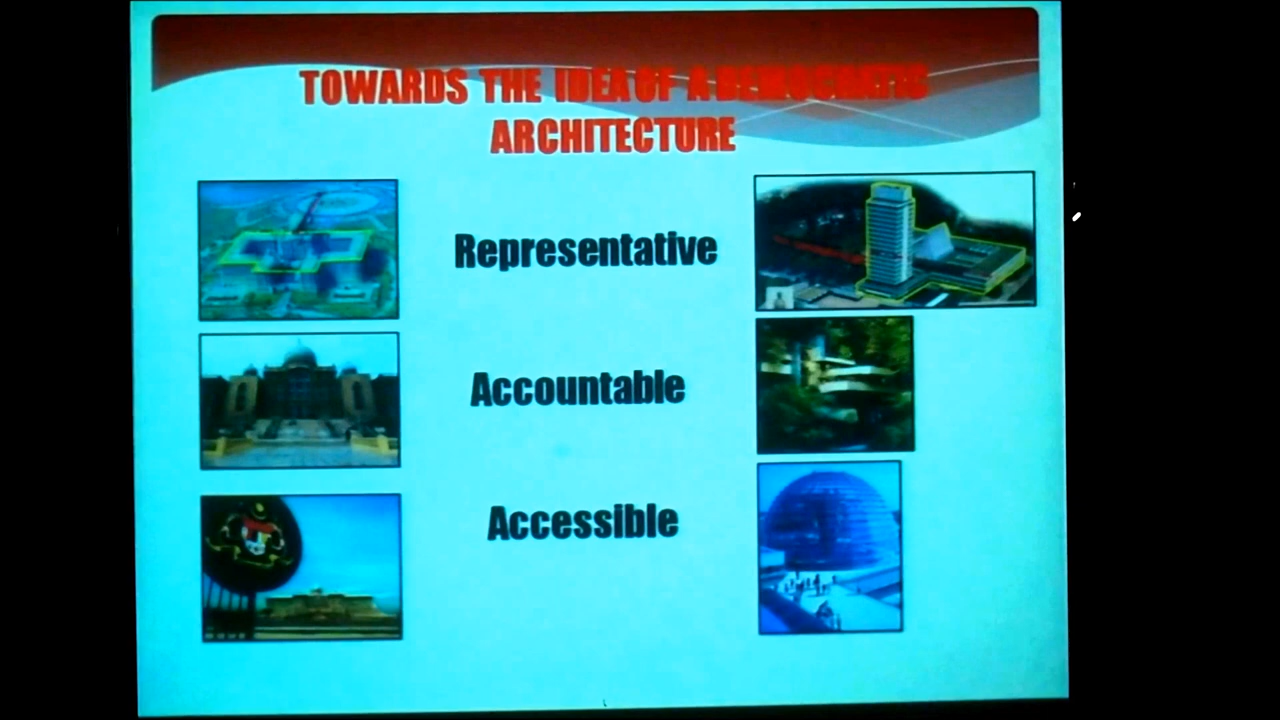 TOWARDS THE IDEA OF A DEMOCRATIC
ARCHITECTURE
Representative
Accountable
Accessible